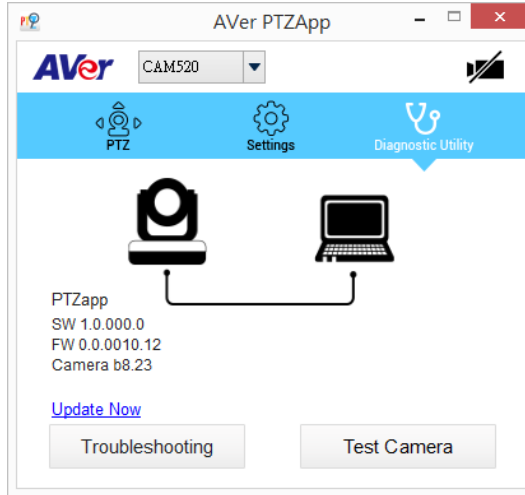 AVer PTZApp
AVer CAM520
PTZ Settings Diagnostic Utility
PTZapp
SW 1.0.000.0
FW 0.0.0010.12
Camera b8.23
Update Now
Troubleshooting Test Camera